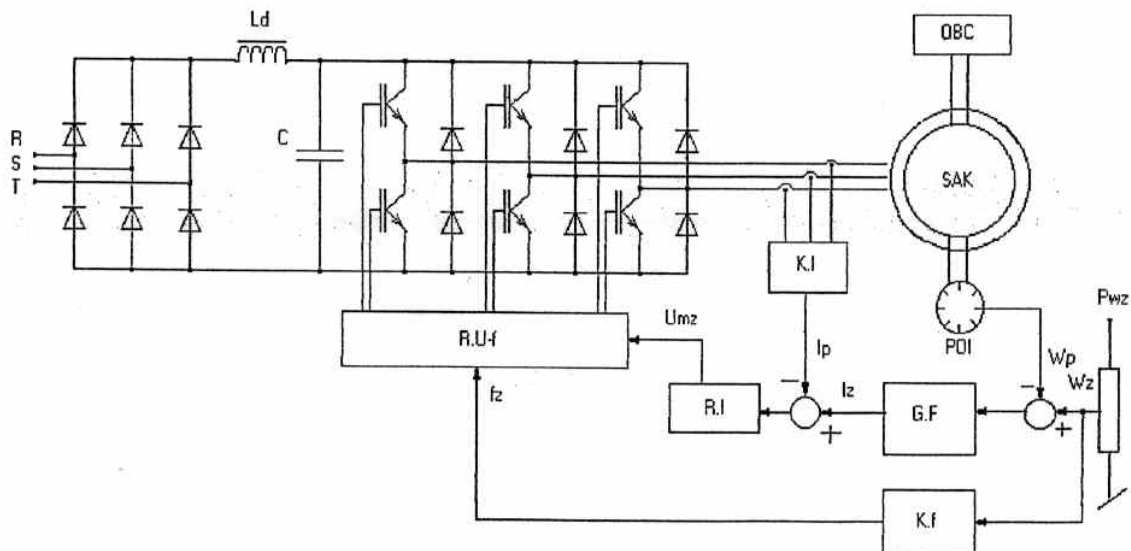 Ld
OBC
R
S
T
C
SAK
K.I
POI
Pwz
R.U-f
Umz
Ip
Wp
Wz
fz
R.I
Iz
G.F
K.f